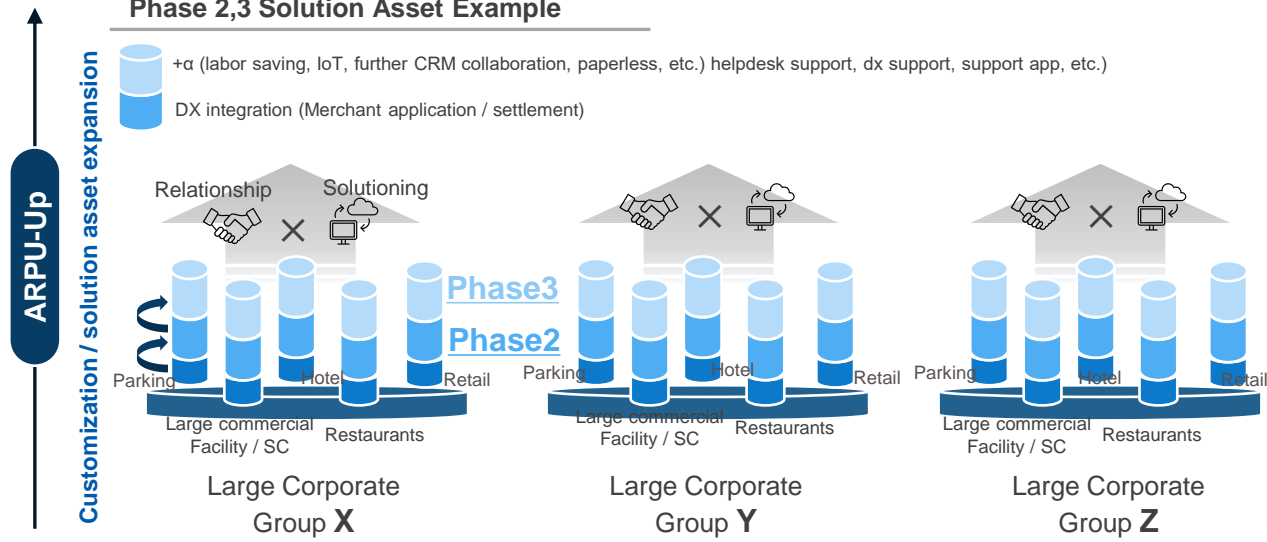 Phase 2,3 Solution Asset Example
+α (labor saving, IoT, further CRM collaboration, paperless, etc.) helpdesk support, dx support, support app, etc.)
DX integration (Merchant application / settlement)
ARPU-Up
Customization / solution asset expansion
Relationship
Solutioning
×
Phase3
Phase2
Parking
Hotel
Retail
Large commercial
Facility / SC
Restaurants
Large Corporate
Group X
×
Parking
Hotel
Retail
Large commercial
Facility / SC
Restaurants
Large Corporate
Group Y
×
Parking
Hotel
Retail
Large commercial
Facility / SC
Restaurants
Large Corporate
Group Z